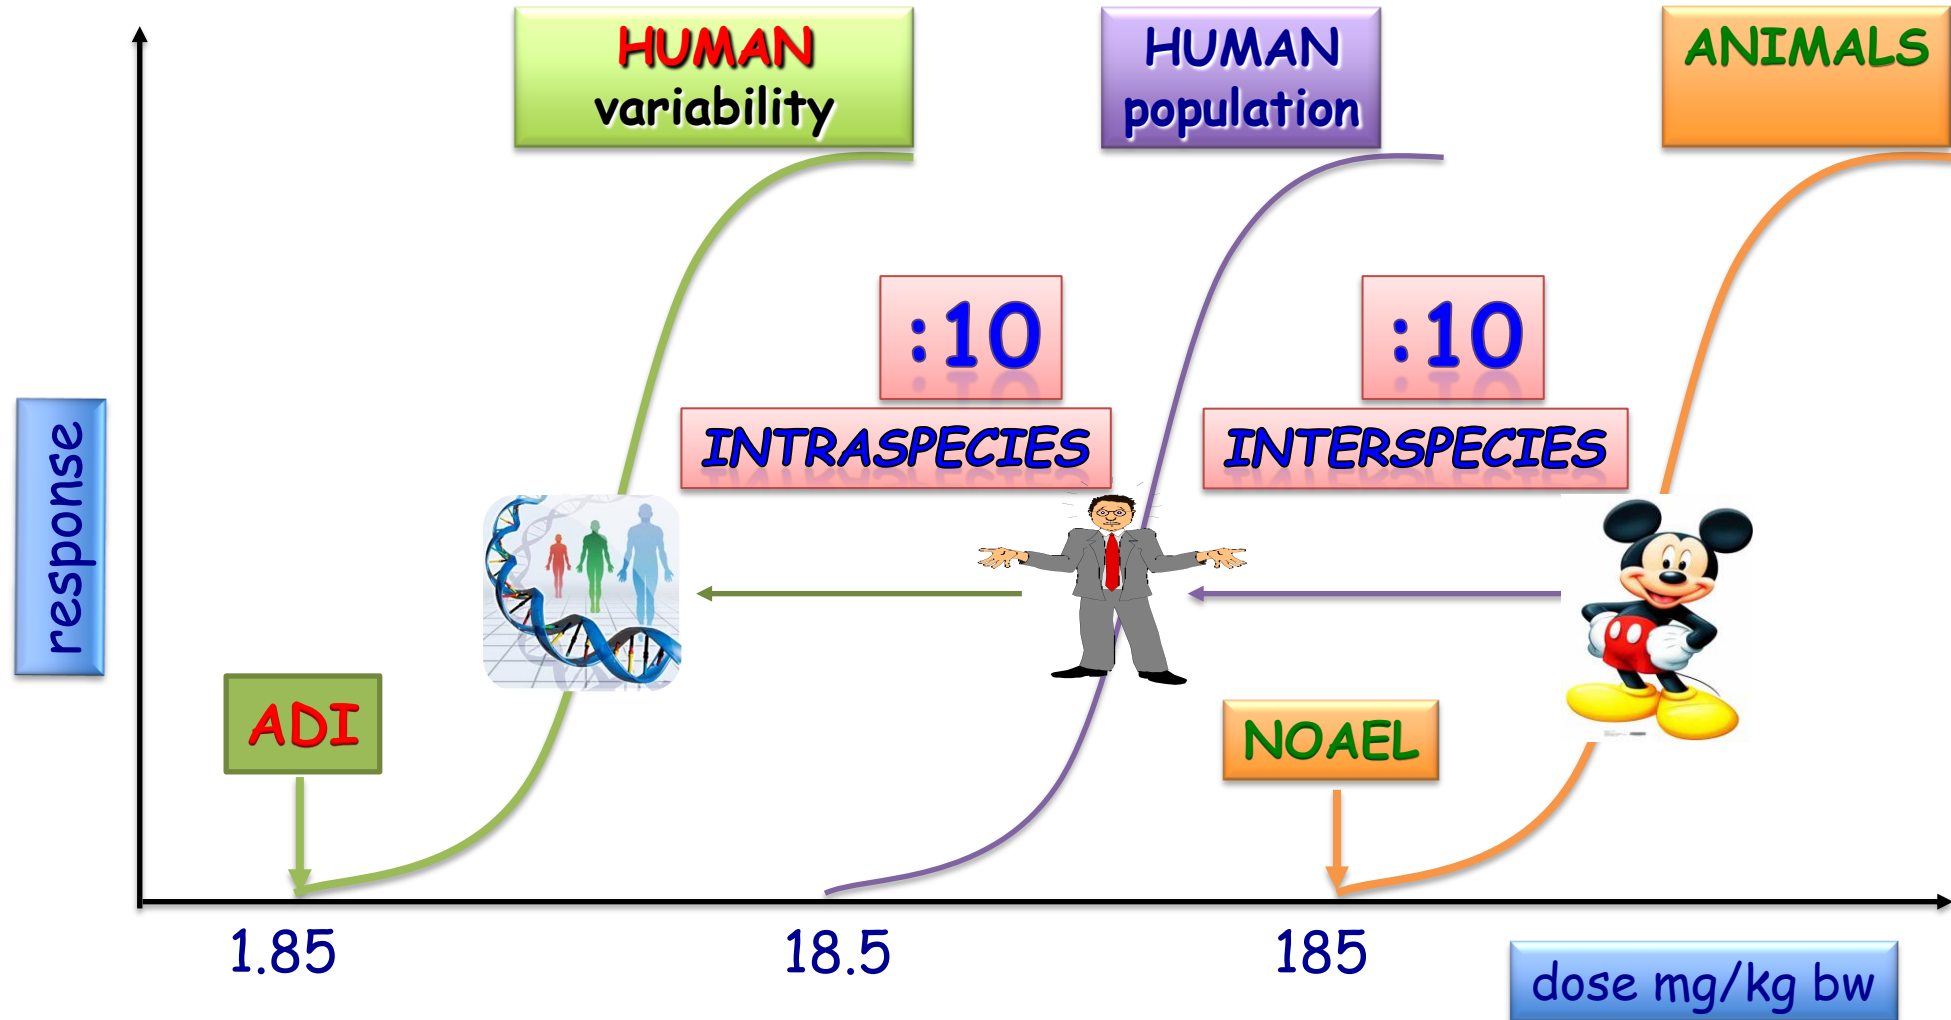 HUMAN
variability
HUMAN
population
ANIMALS
:10
:10
INTRASPECIES
INTERSPECIES
response
ADI
NOAEL
1.85
18.5
185
dose mg/kg bw